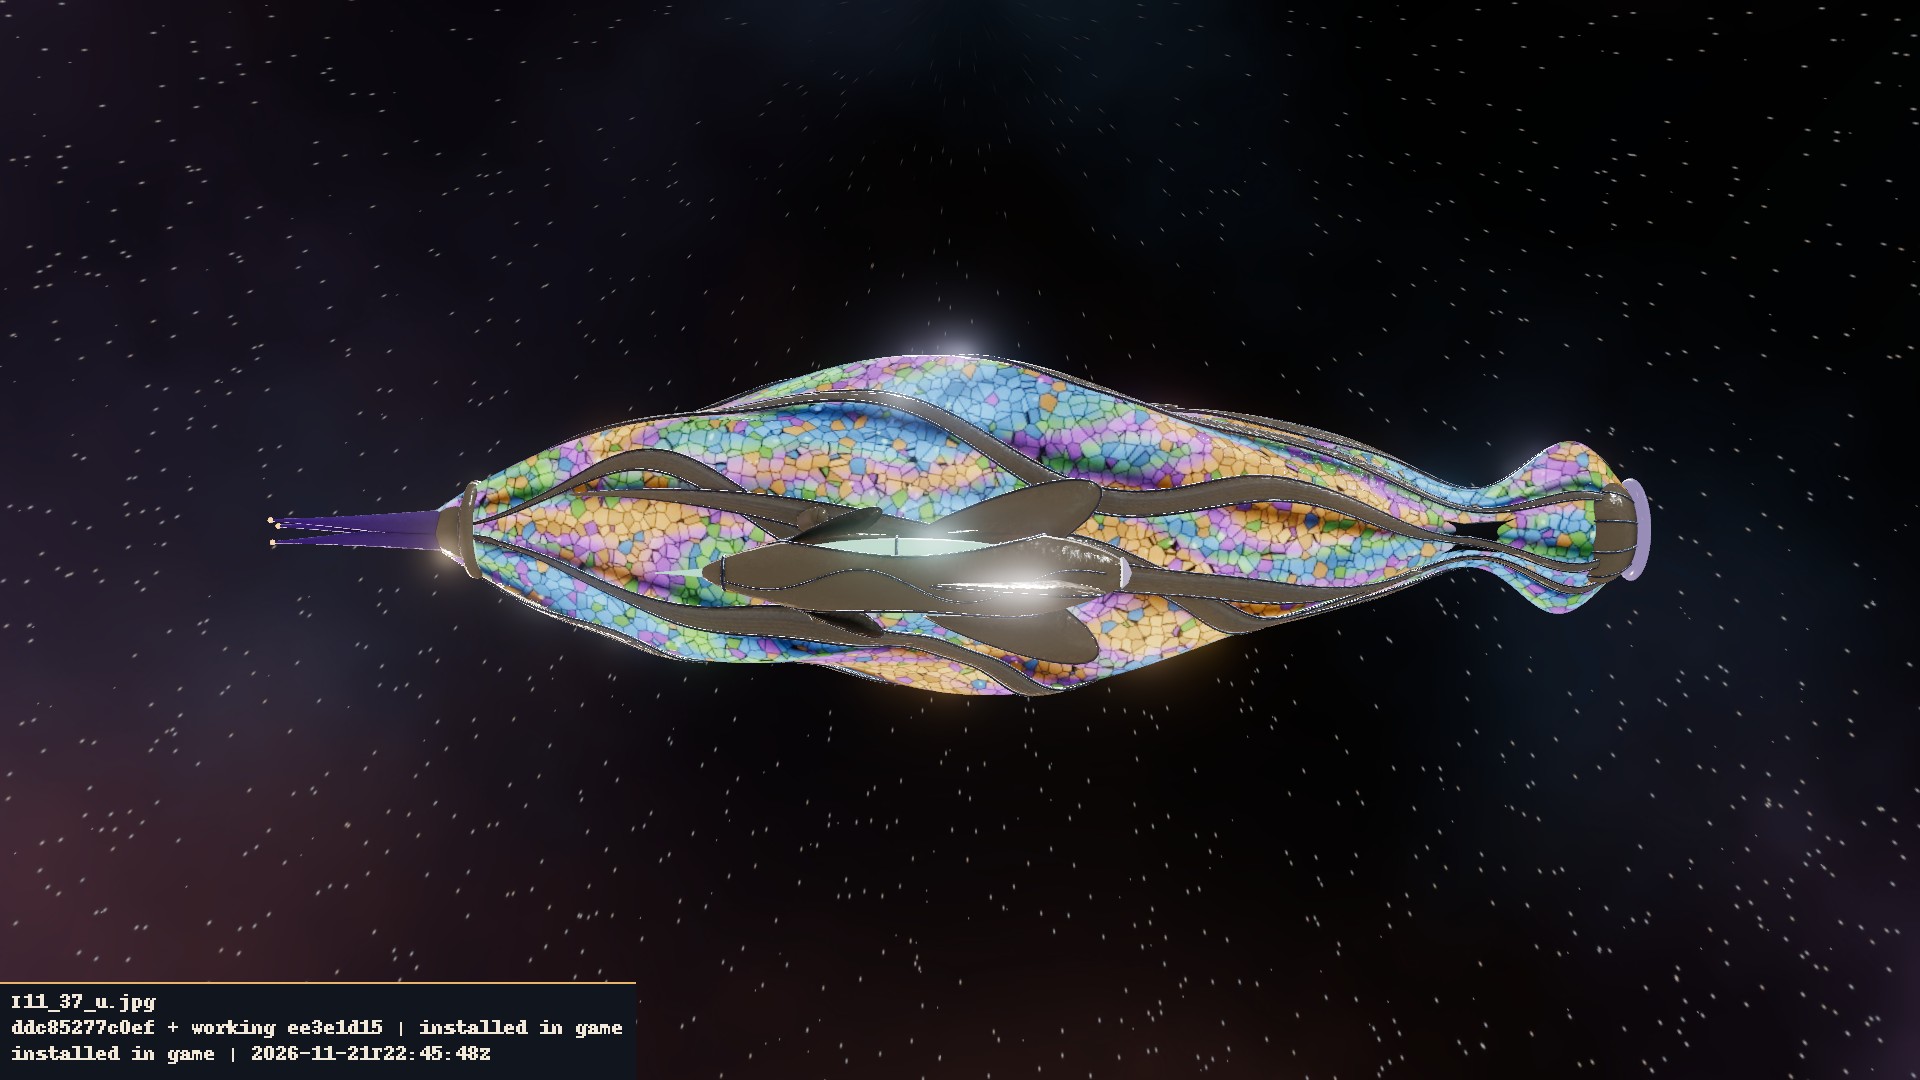 I11_37_u.jpg
ddc85277c0ef + working ee3e1d15 | installed in game
installed in game | 2026-11-21T22:45:48Z